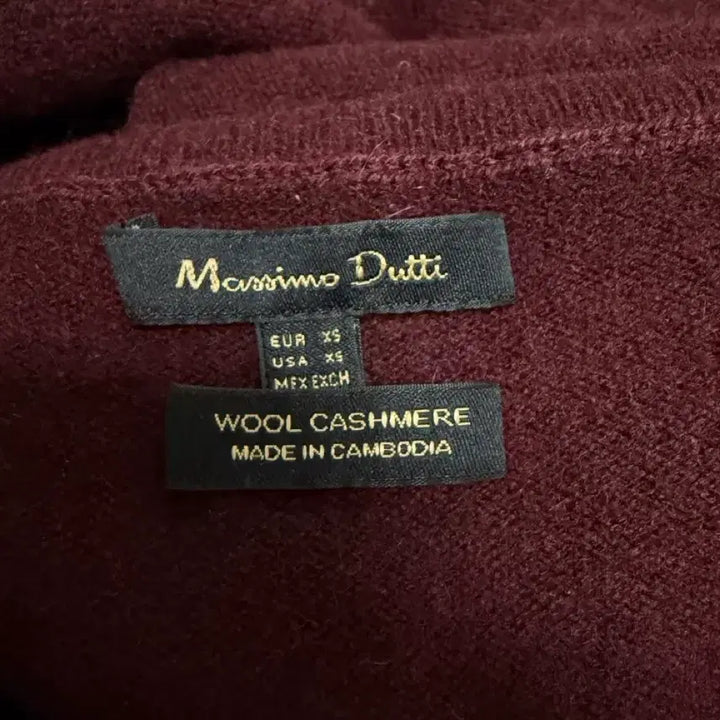 Massimo Dutti
EUR XS
USA XS
MEX EXCH
WOOL CASHMERE
MADE IN CAMBODIA